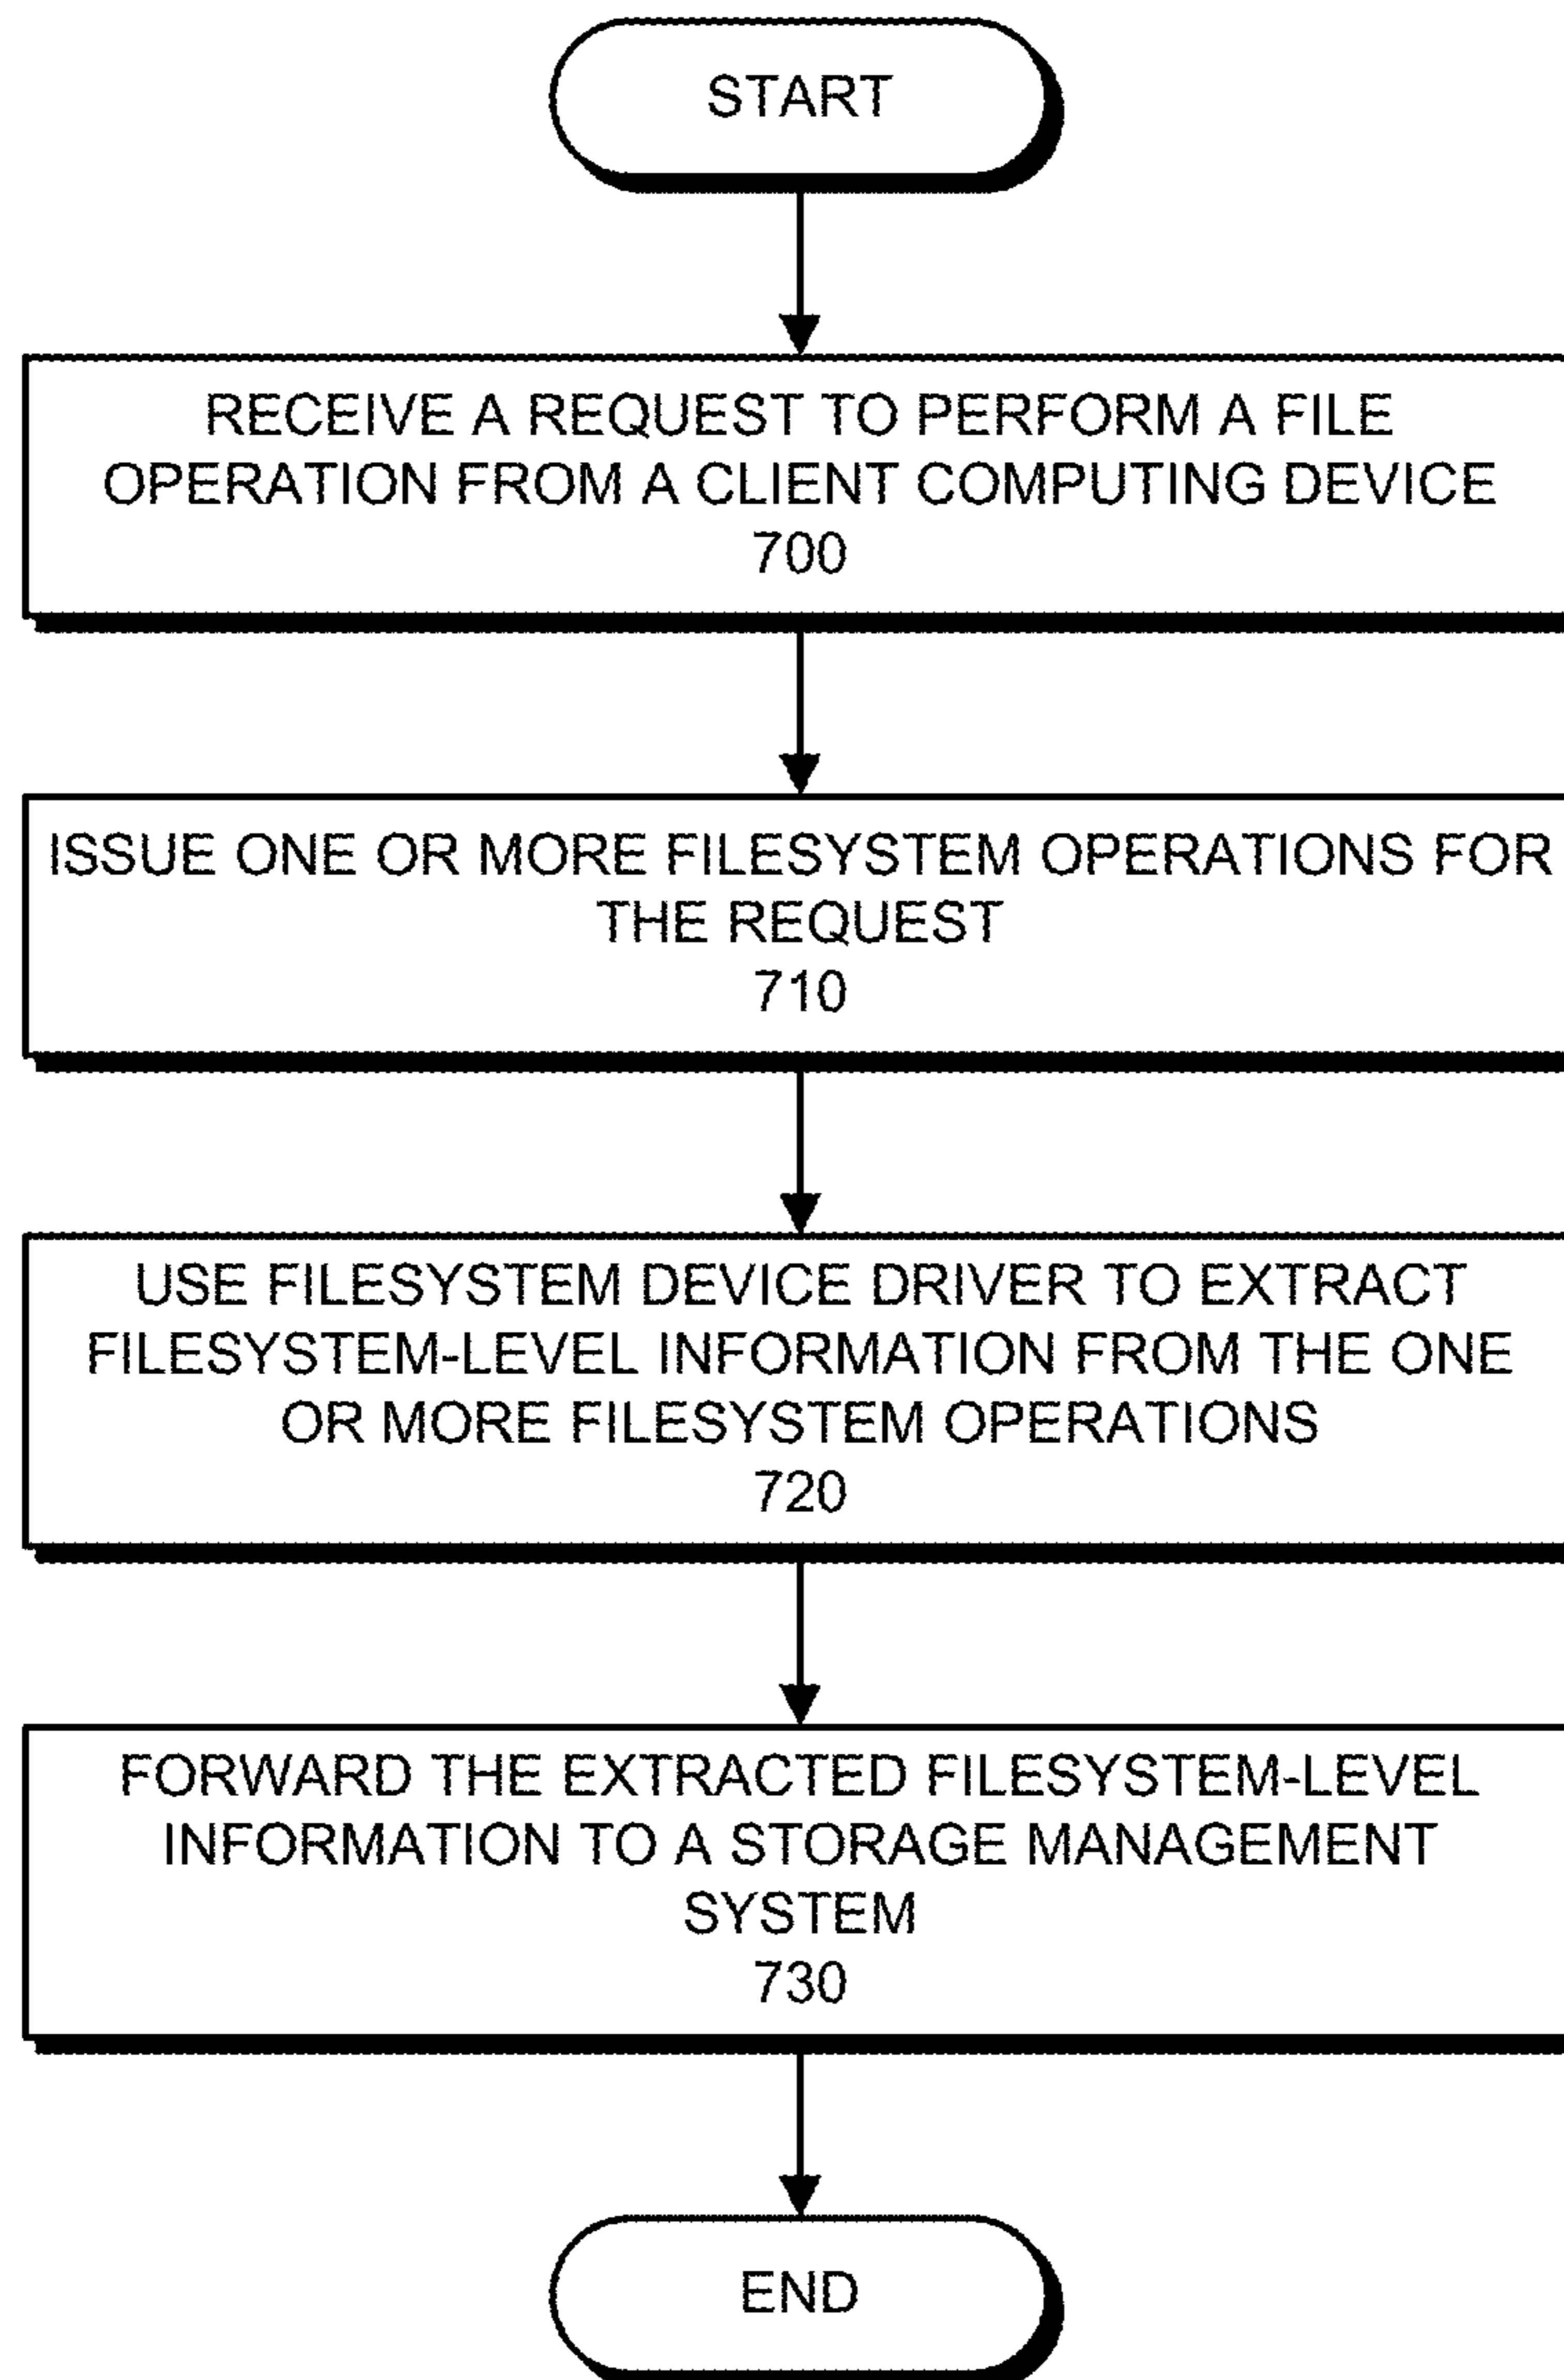 START
RECEIVE A REQUEST TO PERFORM A FILE
OPERATION FROM A CLIENT COMPUTING DEVICE
700
ISSUE ONE OR MORE FILESYSTEM OPERATIONS FOR
THE REQUEST
710
USE FILESYSTEM DEVICE DRIVER TO EXTRACT
FILESYSTEM-LEVEL INFORMATION FROM THE ONE
OR MORE FILESYSTEM OPERATIONS
720
FORWARD THE EXTRACTED FILESYSTEM-LEVEL
INFORMATION TO A STORAGE MANAGEMENT
SYSTEM
730
END